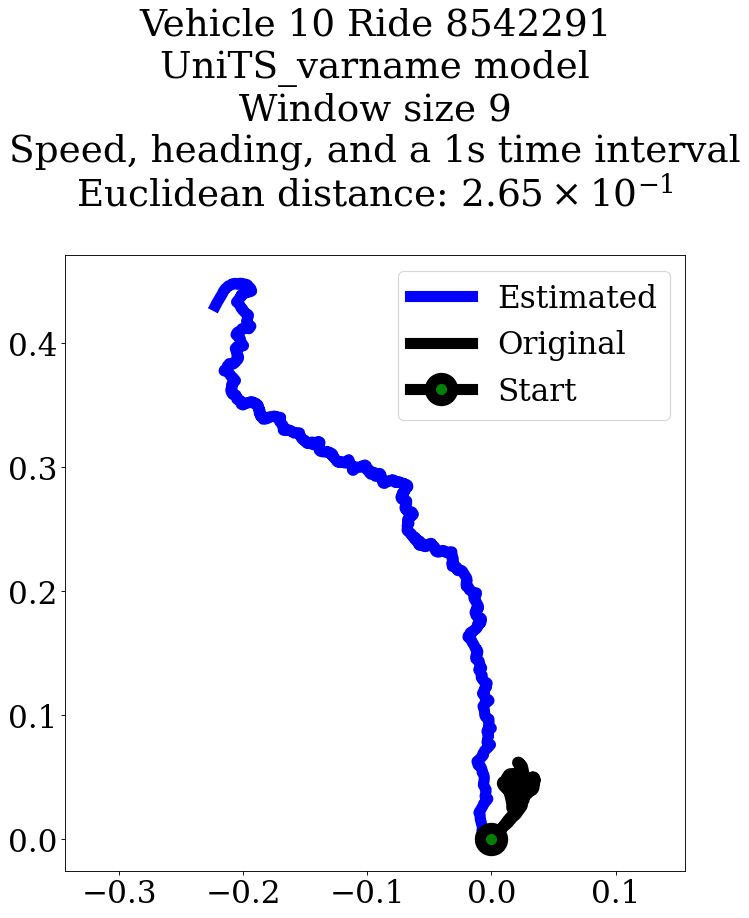 Vehicle 10 Ride 8542291
UniTS_varname model
Window size 9
Speed, heading, and a 1s time interval
Euclidean distance: 2.65 × 10⁻¹
Estimated
Original
Start
0.4
0.3
0.2
0.1
0.0
−0.3 −0.2 −0.1 0.0 0.1